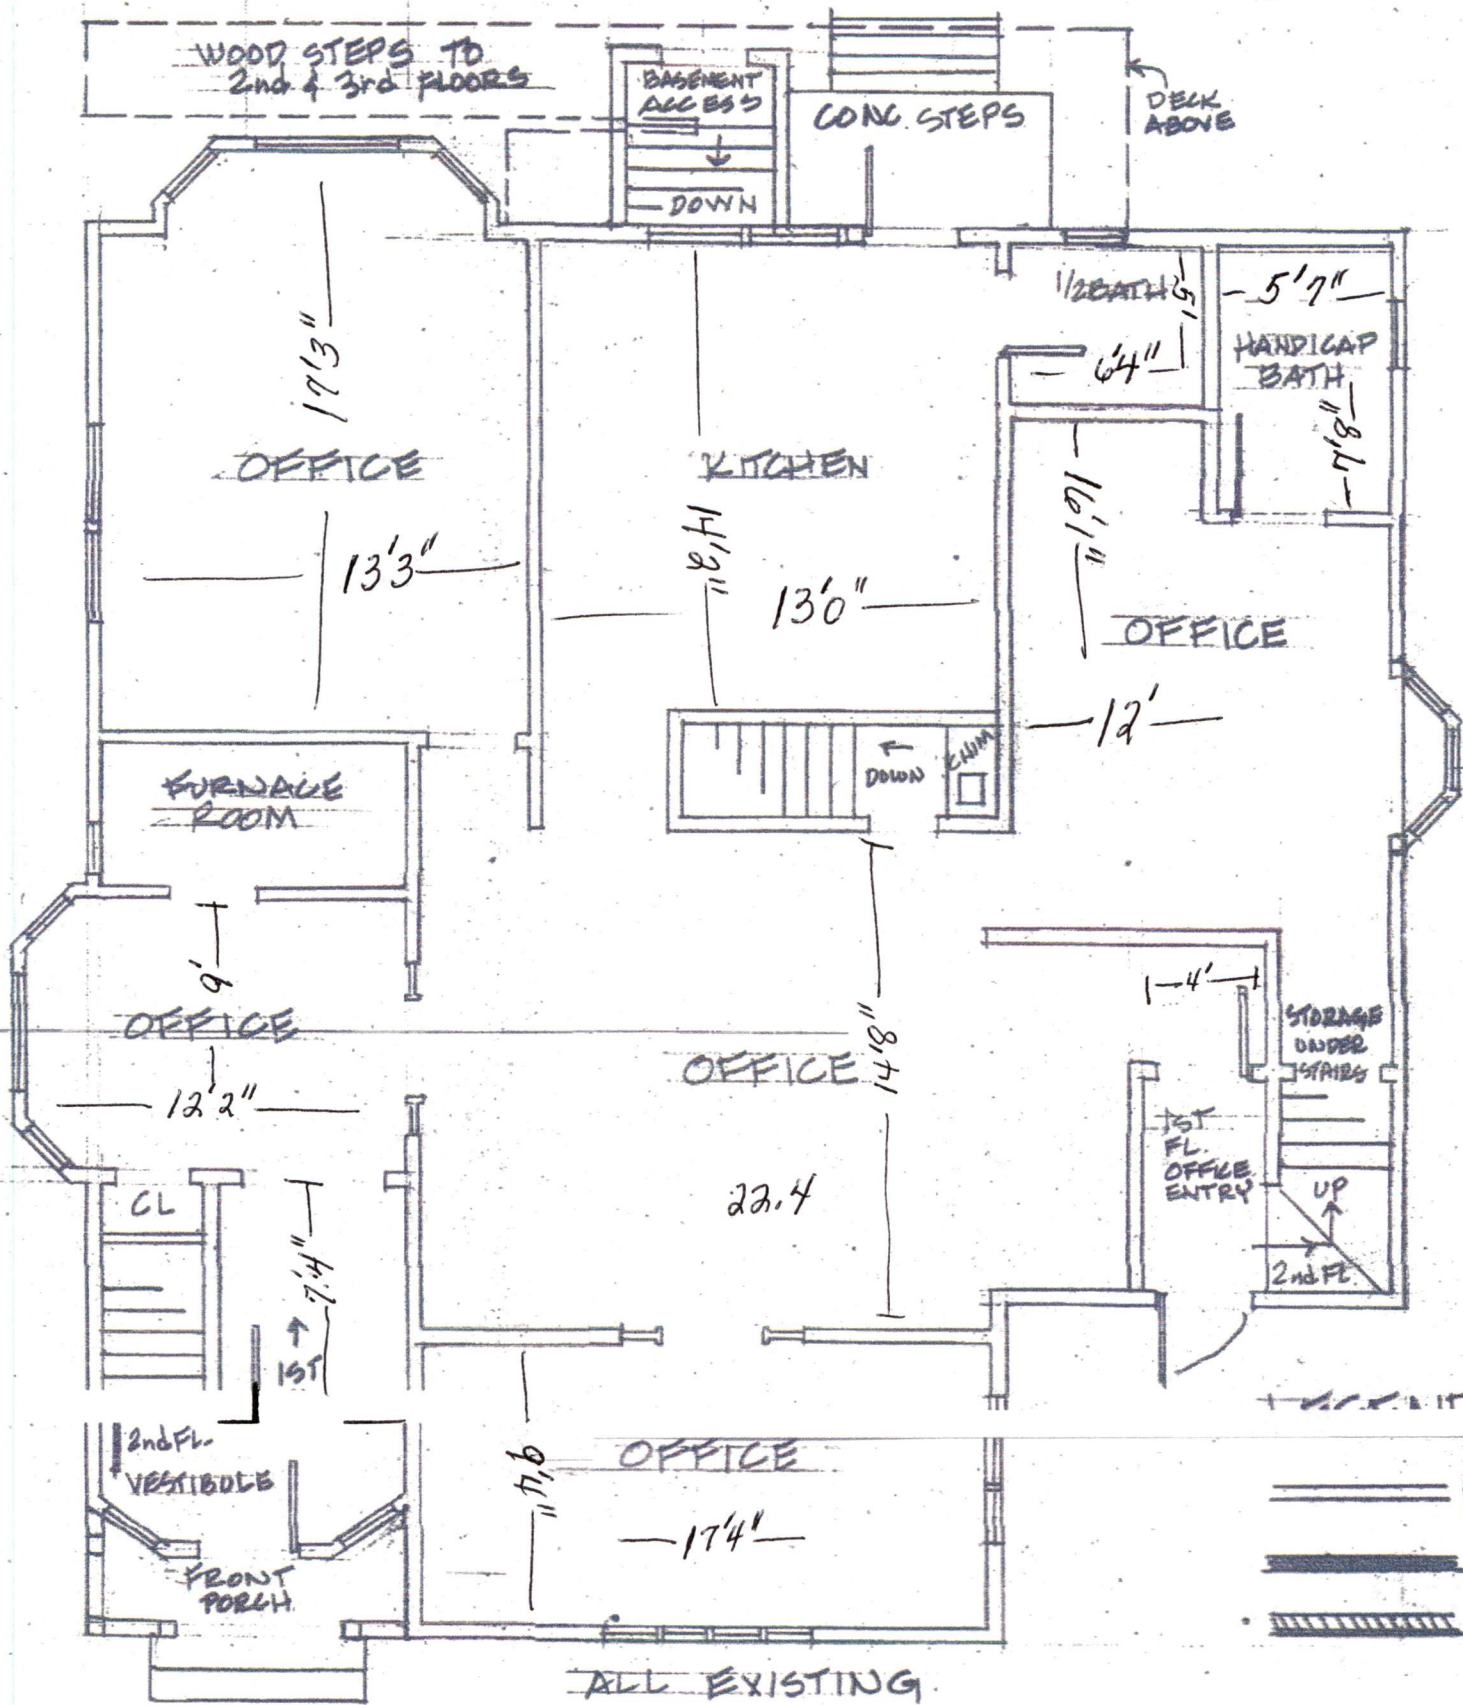 WOOD STEPS TO
2nd & 3rd FLOORS
BASEMENT
ACCESS
DOWN
CONC. STEPS
DECK
ABOVE
17'3"
OFFICE
13'3"
KITCHEN
14'2"
13'0"
1/2 BATH
5'
6'4"
5'7"
HANDICAP
BATH
7'8"
16'1"
OFFICE
12'
FURNACE
ROOM
DOWN
CHIM
9'
OFFICE
12'2"
OFFICE
14'8"
22.4
4'
STORAGE
UNDER
STAIRS
1ST
FL.
OFFICE
ENTRY
UP
2nd FL.
CL
7'4"
1ST
2nd FL.
VESTIBULE
FRONT
PORCH
OFFICE
9'4"
17'4"
ALL EXISTING